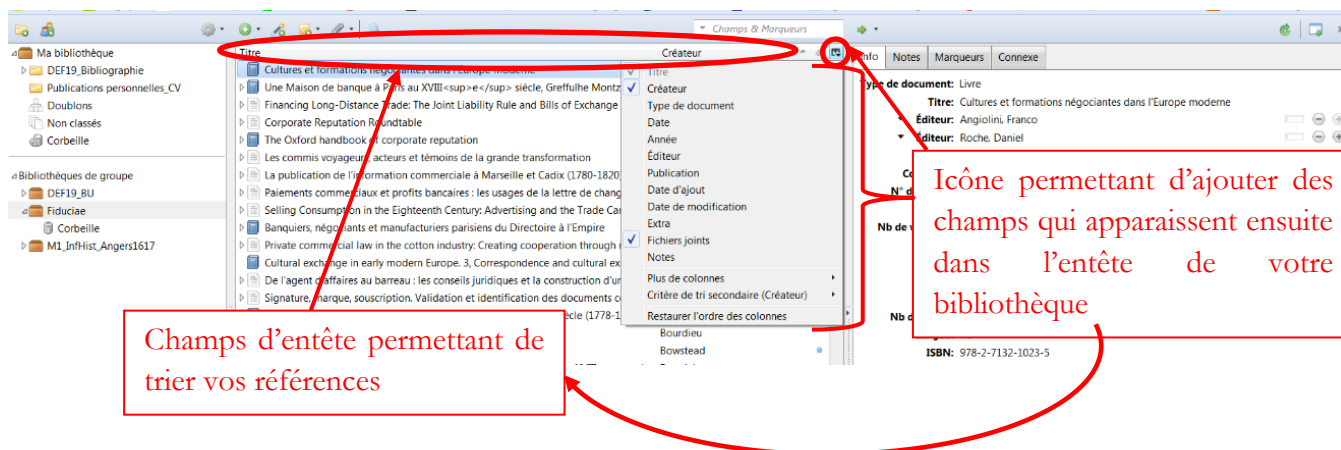 Champs & Marqueurs
Ma bibliothèque
DEF19_Bibliographie
Publications personnelles_CV
Doublons
Non classés
Corbeille
Bibliothèques de groupe
DEF19_BU
Fiduciae
Corbeille
M1_InfHist_Angers1617
Titre Créateur
Cultures et formations négociantes dans l'Europe moderne
Une Maison de banque à Paris au XVIII<sup>e</sup> siècle, Greffulhe Montz
Financing Long-Distance Trade: The Joint Liability Rule and Bills of Exchange
Corporate Reputation Roundtable
The Oxford handbook of corporate reputation
Les commis voyageurs, acteurs et témoins de la grande transformation
La publication de l'information commerciale à Marseille et Cadix (1780-1820)
Paiements commerciaux et profits bancaires : les usages de la lettre de chang
Selling Consumption in the Eighteenth Century: Advertising and the Trade Car
Banquiers, négociants et manufacturiers parisiens du Directoire à l'Empire
Private commercial law in the cotton industry: Creating cooperation through
Cultural exchange in early modern Europe. 3, Correspondence and cultural ex
De l'agent d'affaires au barreau : les conseils juridiques et la construction d'un
Signature, marque, souscription. Validation et identification des documents c
ècle (1778-1
Bourdieu
Bowstead
Titre
Créateur
Type de document
Date
Année
Éditeur
Publication
Date d'ajout
Date de modification
Extra
Fichiers joints
Notes
Plus de colonnes
Critère de tri secondaire (Créateur)
Restaurer l'ordre des colonnes
Info Notes Marqueurs Connexe
Type de document: Livre
Titre: Cultures et formations négociantes dans l'Europe moderne
Éditeur: Angiolini, Franco
Éditeur: Roche, Daniel
Co
N° d
Nb de v
Nb d
ISBN: 978-2-7132-1023-5
Icône permettant d'ajouter des
champs qui apparaissent ensuite
dans l'entête de votre
bibliothèque
Champs d'entête permettant de
trier vos références